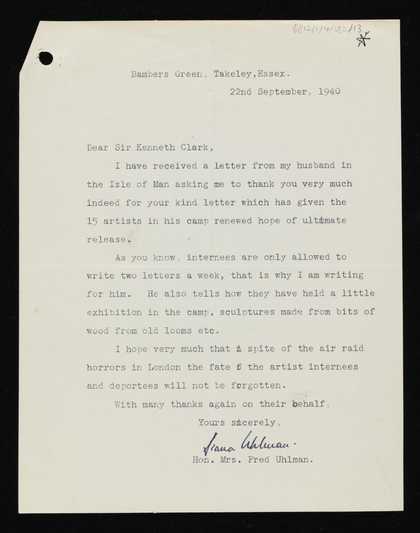 Bambers Green, Takeley,Essex.
22nd September, 1940
Dear Sir Kenneth Clark,
I have received a letter from my husband in
the Isle of Man asking me to thank you very much
indeed for your kind letter which has given the
15 artists in his camp renewed hope of ultimate
release.
As you know, internees are only allowed to
write two letters a week, that is why I am writing
for him. He also tells how they have held a little
exhibition in the camp, sculptures made from bits of
wood from old looms etc.
I hope very much that i spite of the air raid
horrors in London the fate f the artist internees
and deportees will not be forgotten.
With many thanks again on their behalf.
Yours sicerely,
Diana Uhlman.
Hon. Mrs. Fred Uhlman.